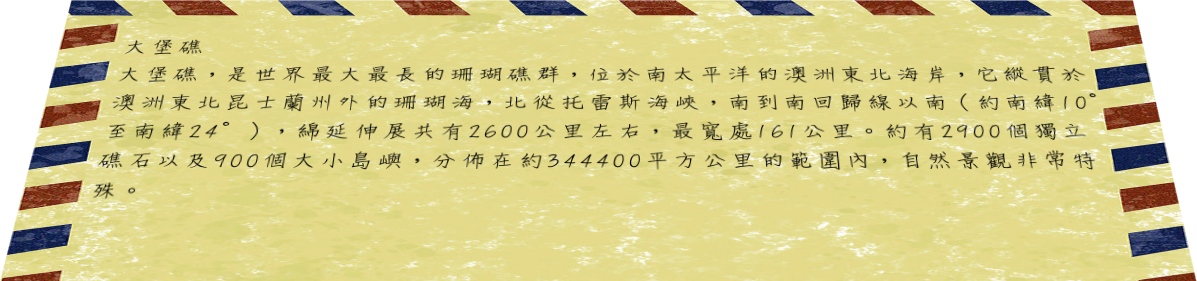 大堡礁
大堡礁，是世界最大最長的珊瑚礁群，位於南太平洋的澳洲東北海岸，它縱貫於
澳洲東北昆士蘭州外的珊瑚海，北從托雷斯海峽，南到南回歸線以南（約南緯10°
至南緯24°），綿延伸展共有2600公里左右，最寬處161公里。約有2900個獨立
礁石以及900個大小島嶼，分佈在約344400平方公里的範圍內，自然景觀非常特
殊。